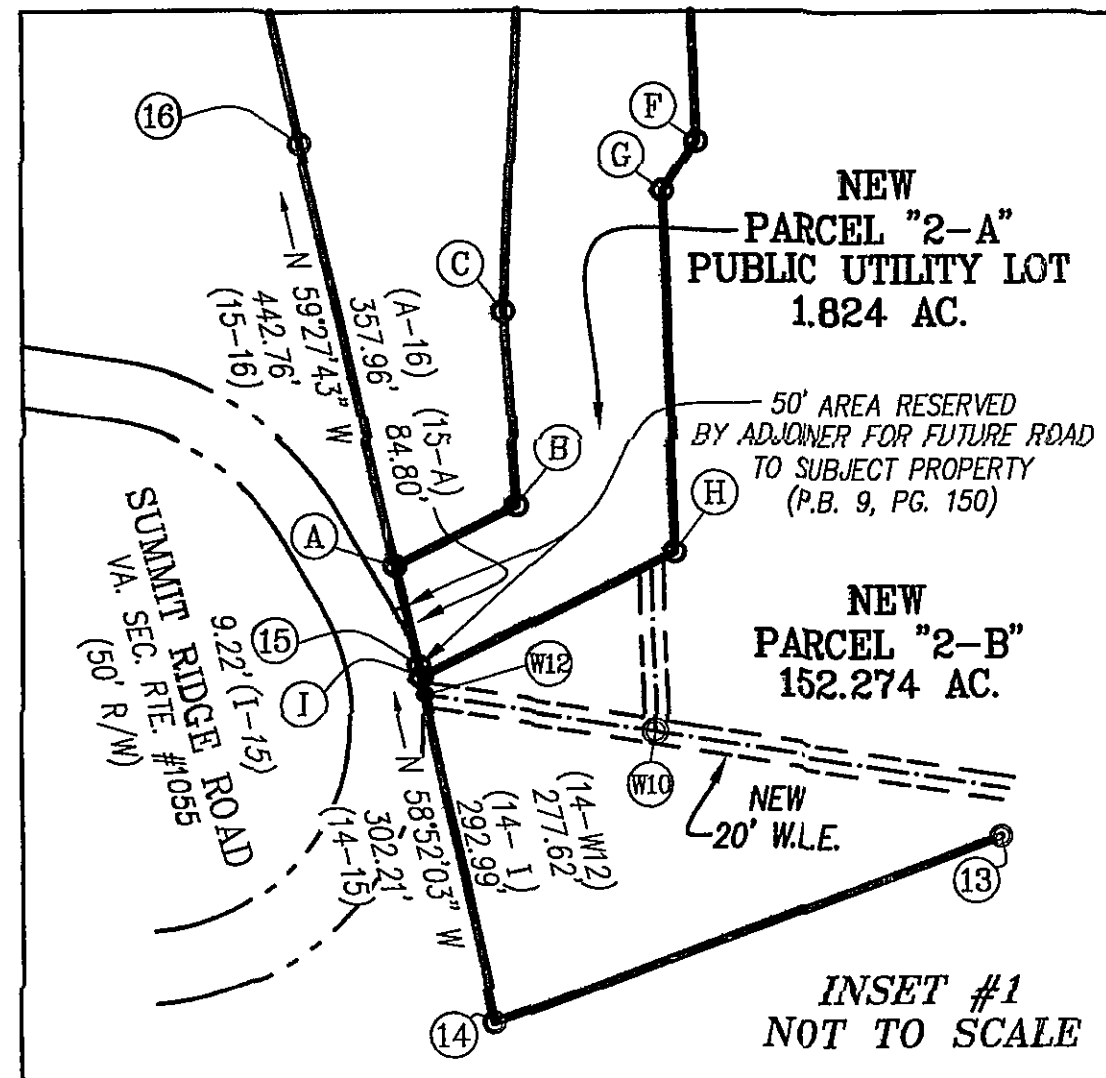 16
F
G
NEW
PARCEL "2-A"
PUBLIC UTILITY LOT
1.824 AC.
C
(A-16)
357.96'
N 59°27'43" W
442.76'
(15-16)
(15-A)
84.80'
50' AREA RESERVED
BY ADJOINER FOR FUTURE ROAD
TO SUBJECT PROPERTY
(P.B. 9, PG. 150)
B
H
A
SUMMIT RIDGE ROAD
VA. SEC. RTE. #1055
(50' R/W)
9.22' (I-15)
15
I
W12
NEW
PARCEL "2-B"
152.274 AC.
W10
NEW
20' W.L.E.
(14-W12)
277.62'
(14-I)
292.99'
N 58°52'03" W
302.21'
(14-15)
13
14
INSET #1
NOT TO SCALE